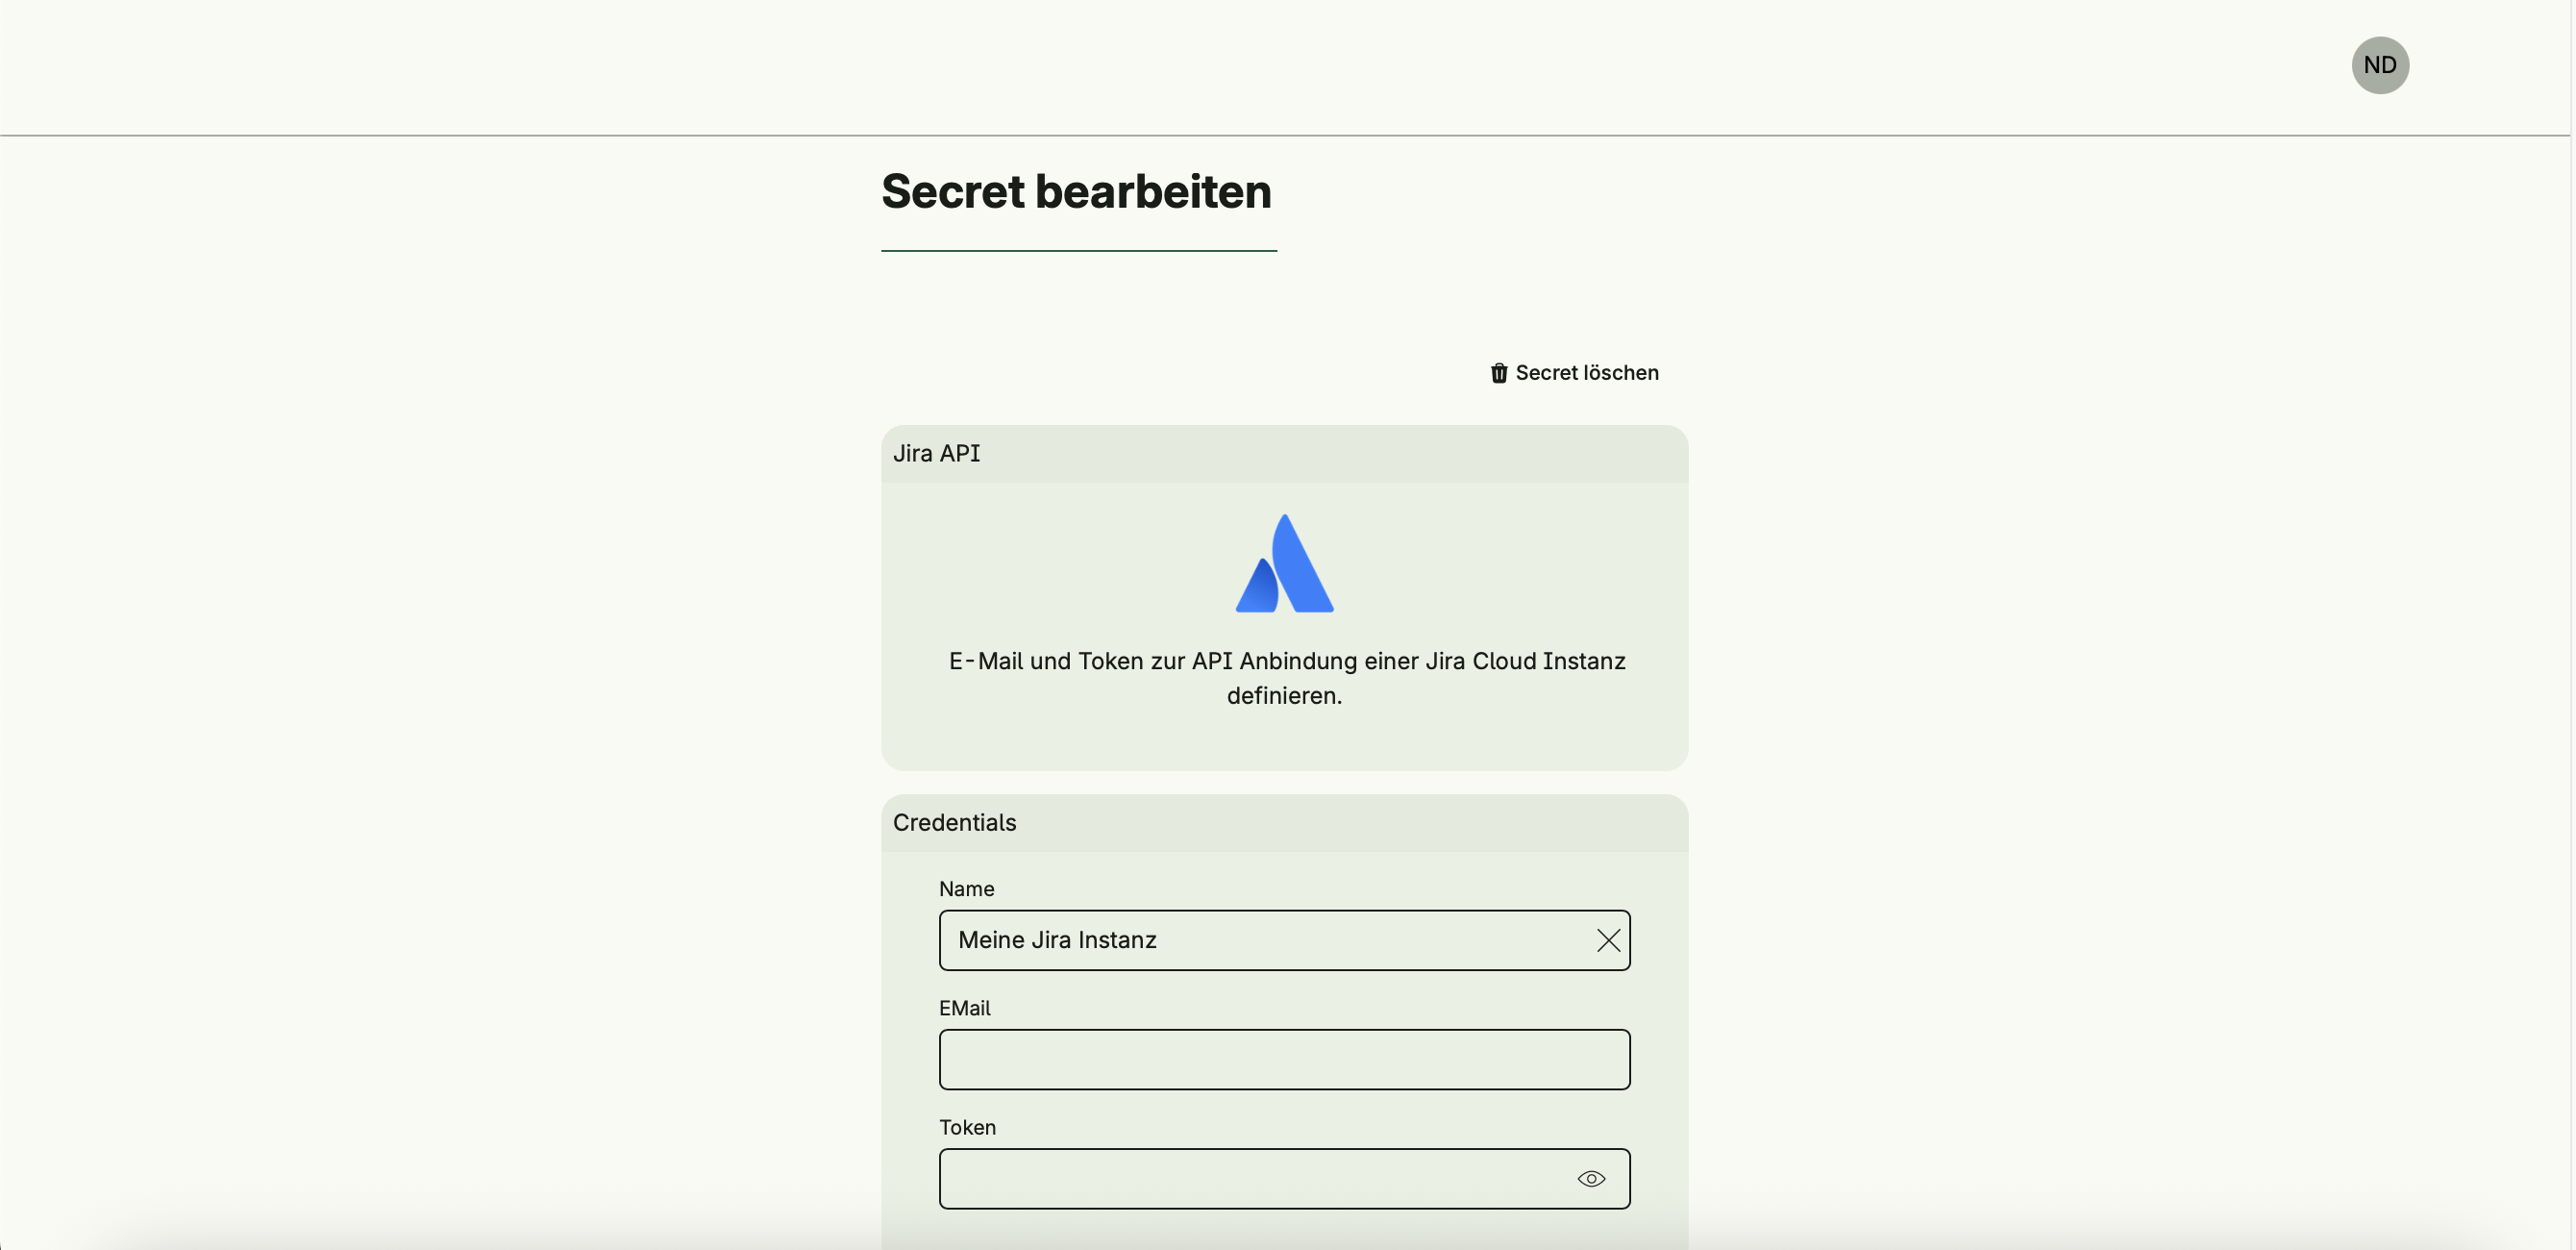 ND
Secret bearbeiten
Secret löschen
Jira API
E-Mail und Token zur API Anbindung einer Jira Cloud Instanz
definieren.
Credentials
Name
Meine Jira Instanz
EMail
Token